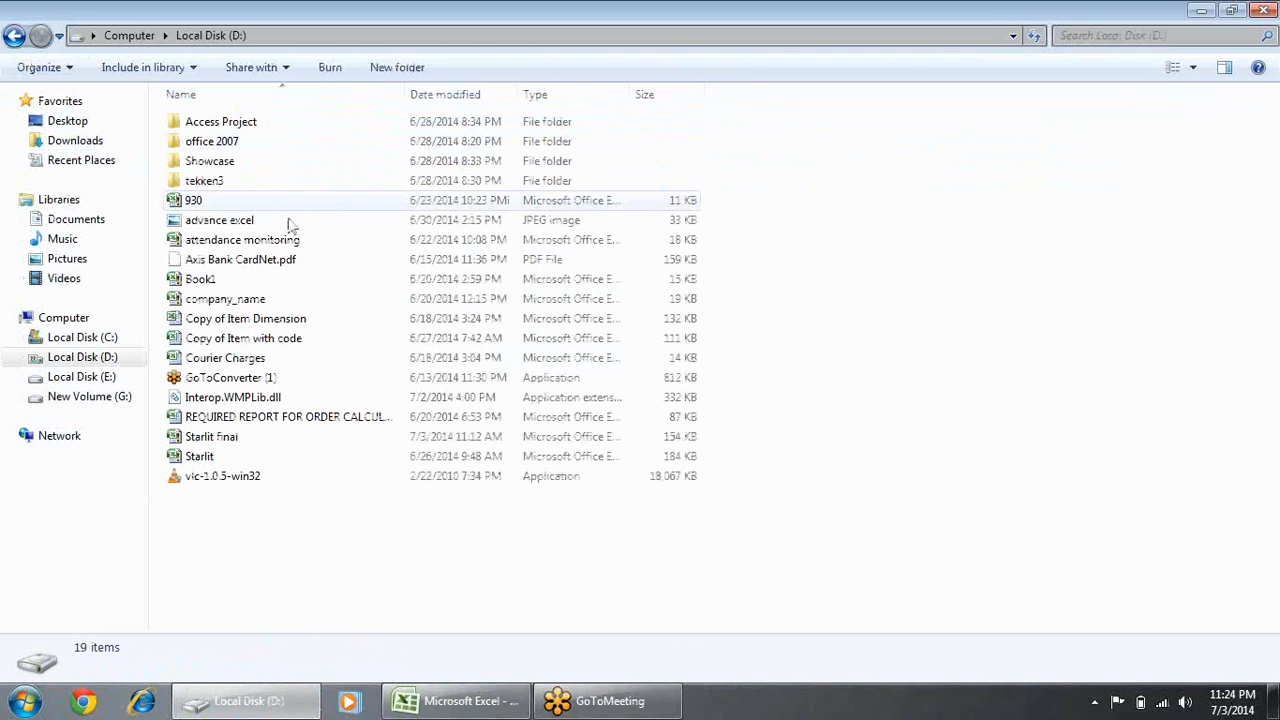 Computer Local Disk (D:) Search Local Disk (D:)
Organize Include in library Share with Burn New folder
Name Date modified Type Size
Favorites
Desktop
Downloads
Recent Places
Libraries
Documents
Music
Pictures
Videos
Computer
Local Disk (C:)
Local Disk (D:)
Local Disk (E:)
New Volume (G:)
Network
Access Project 6/28/2014 8:34 PM File folder
office 2007 6/28/2014 8:20 PM File folder
Showcase 6/28/2014 8:33 PM File folder
tekken3 6/28/2014 8:30 PM File folder
930 6/23/2014 10:23 PM Microsoft Office E... 11 KB
advance excel 6/30/2014 2:15 PM JPEG image 33 KB
attendance monitoring 6/22/2014 10:08 PM Microsoft Office E... 18 KB
Axis Bank CardNet.pdf 6/15/2014 11:36 PM PDF File 159 KB
Book1 6/20/2014 2:59 PM Microsoft Office E... 15 KB
company_name 6/20/2014 12:15 PM Microsoft Office E... 19 KB
Copy of Item Dimension 6/18/2014 3:24 PM Microsoft Office E... 132 KB
Copy of Item with code 6/27/2014 7:42 AM Microsoft Office E... 111 KB
Courier Charges 6/18/2014 3:04 PM Microsoft Office E... 14 KB
GoToConverter (1) 6/13/2014 11:30 PM Application 812 KB
Interop.WMPLib.dll 7/2/2014 4:00 PM Application extens... 332 KB
REQUIRED REPORT FOR ORDER CALCUL... 6/20/2014 6:53 PM Microsoft Office E... 87 KB
Starlit final 7/3/2014 11:12 AM Microsoft Office E... 154 KB
Starlit 6/26/2014 9:48 AM Microsoft Office E... 184 KB
vlc-1.0.5-win32 2/22/2010 7:34 PM Application 18,067 KB
19 items
Local Disk (D:) Microsoft Excel - ... GoToMeeting
11:24 PM
7/3/2014